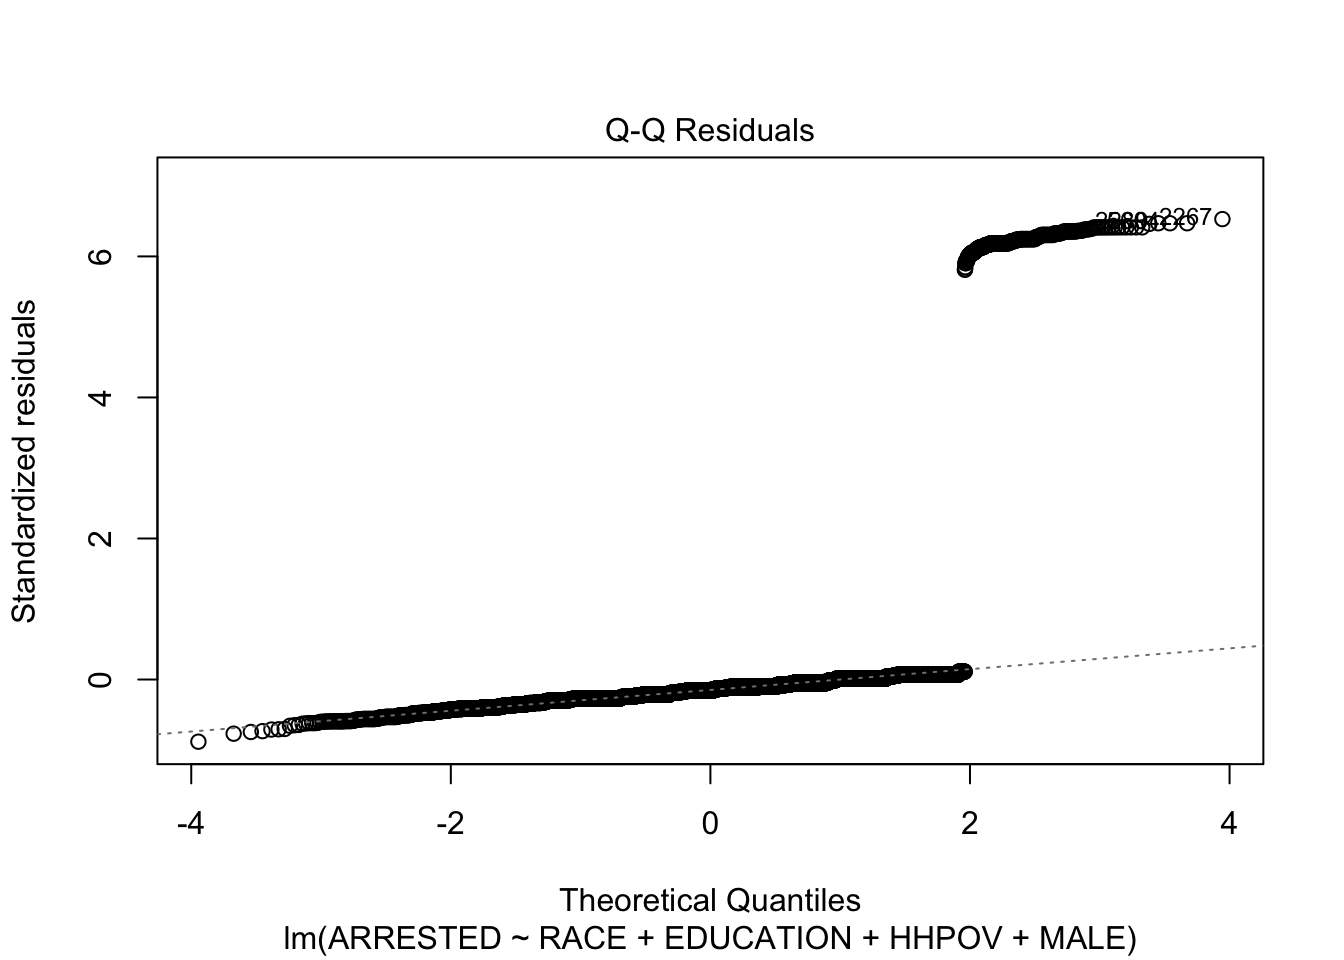 Q-Q Residuals
2267
6
4
2
0
Standardized residuals
-4
-2
0
2
4
Theoretical Quantiles
lm(ARRESTED ~ RACE + EDUCATION + HHPOV + MALE)